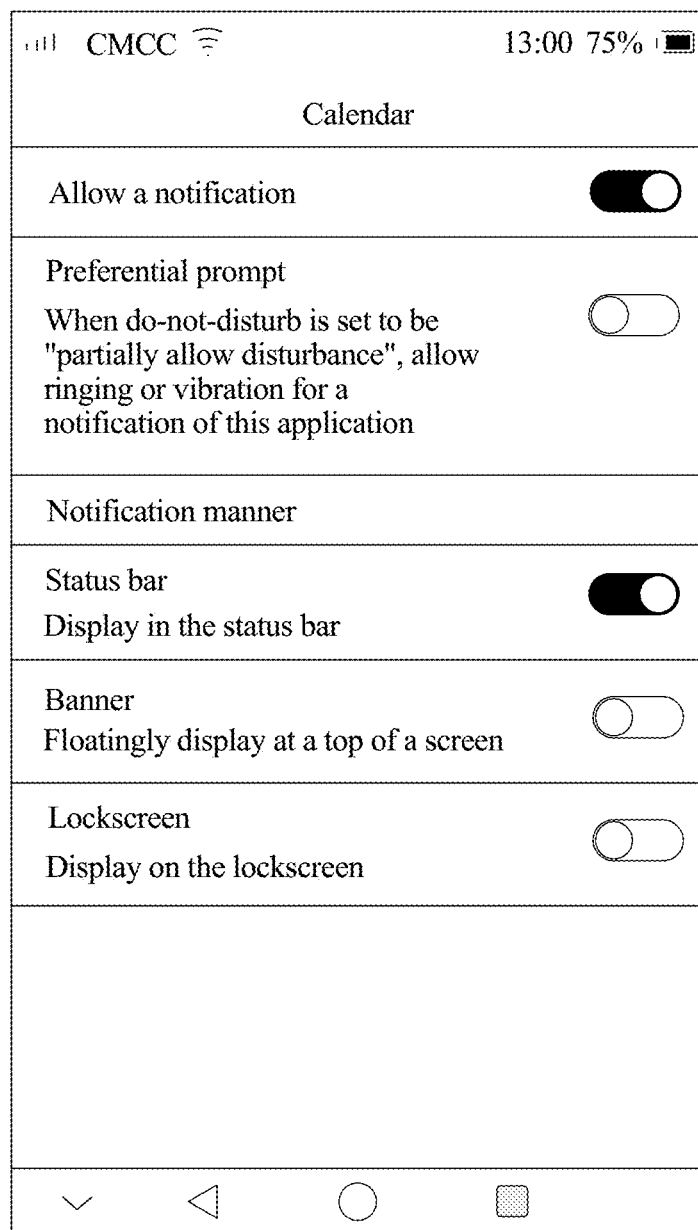 CMCC 13:00 75%
Calendar
Allow a notification
Preferential prompt
When do-not-disturb is set to be
"partially allow disturbance", allow
ringing or vibration for a
notification of this application
Notification manner
Status bar
Display in the status bar
Banner
Floatingly display at a top of a screen
Lockscreen
Display on the lockscreen